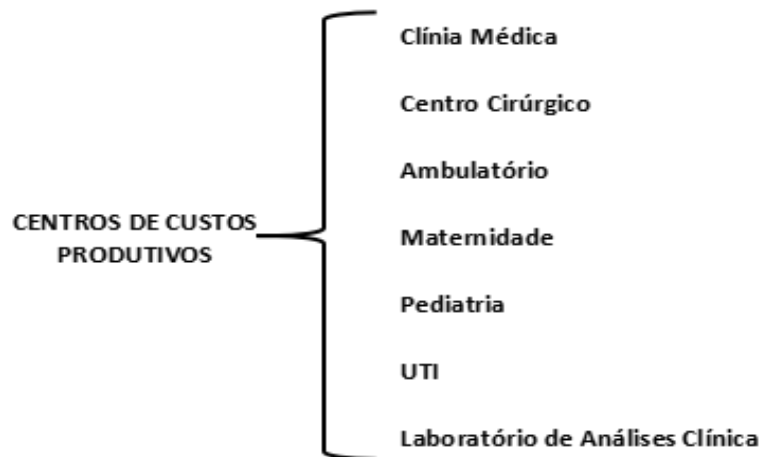 CENTROS DE CUSTOS
PRODUTIVOS
Clínia Médica
Centro Cirúrgico
Ambulatório
Maternidade
Pediatria
UTI
Laboratório de Análises Clínica